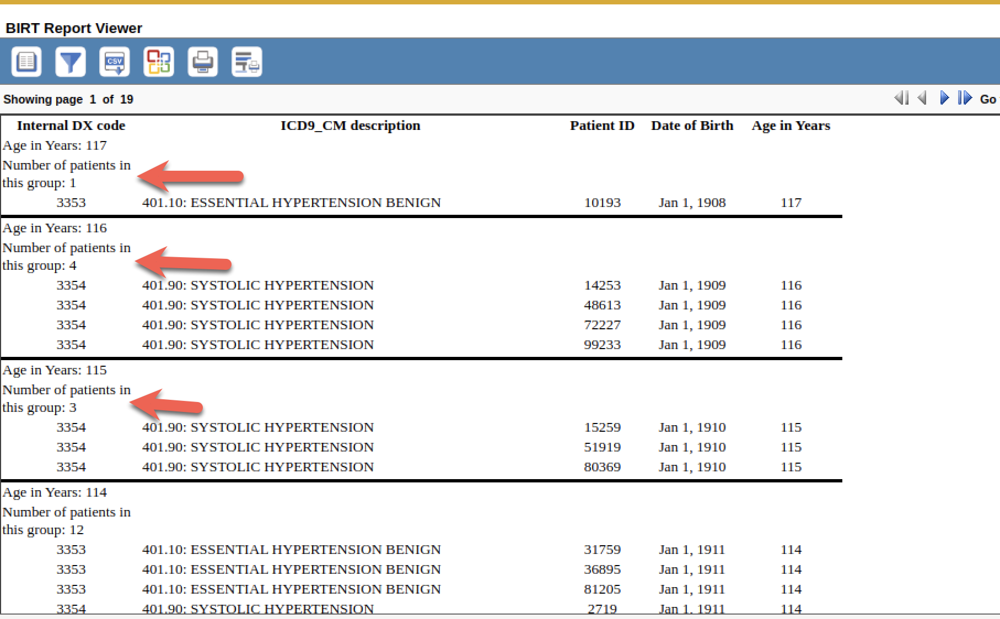 BIRT Report Viewer
CSV
Showing page 1 of 19
Go
Internal DX code ICD9_CM description Patient ID Date of Birth Age in Years
Age in Years: 117
Number of patients in
this group: 1
3353 401.10: ESSENTIAL HYPERTENSION BENIGN 10193 Jan 1, 1908 117
Age in Years: 116
Number of patients in
this group: 4
3354 401.90: SYSTOLIC HYPERTENSION 14253 Jan 1, 1909 116
3354 401.90: SYSTOLIC HYPERTENSION 48613 Jan 1, 1909 116
3354 401.90: SYSTOLIC HYPERTENSION 72227 Jan 1, 1909 116
3354 401.90: SYSTOLIC HYPERTENSION 99233 Jan 1, 1909 116
Age in Years: 115
Number of patients in
this group: 3
3354 401.90: SYSTOLIC HYPERTENSION 15259 Jan 1, 1910 115
3354 401.90: SYSTOLIC HYPERTENSION 51919 Jan 1, 1910 115
3354 401.90: SYSTOLIC HYPERTENSION 80369 Jan 1, 1910 115
Age in Years: 114
Number of patients in
this group: 12
3353 401.10: ESSENTIAL HYPERTENSION BENIGN 31759 Jan 1, 1911 114
3353 401.10: ESSENTIAL HYPERTENSION BENIGN 36895 Jan 1, 1911 114
3353 401.10: ESSENTIAL HYPERTENSION BENIGN 81205 Jan 1, 1911 114
3354 401.90: SYSTOLIC HYPERTENSION 2719 Jan 1, 1911 114